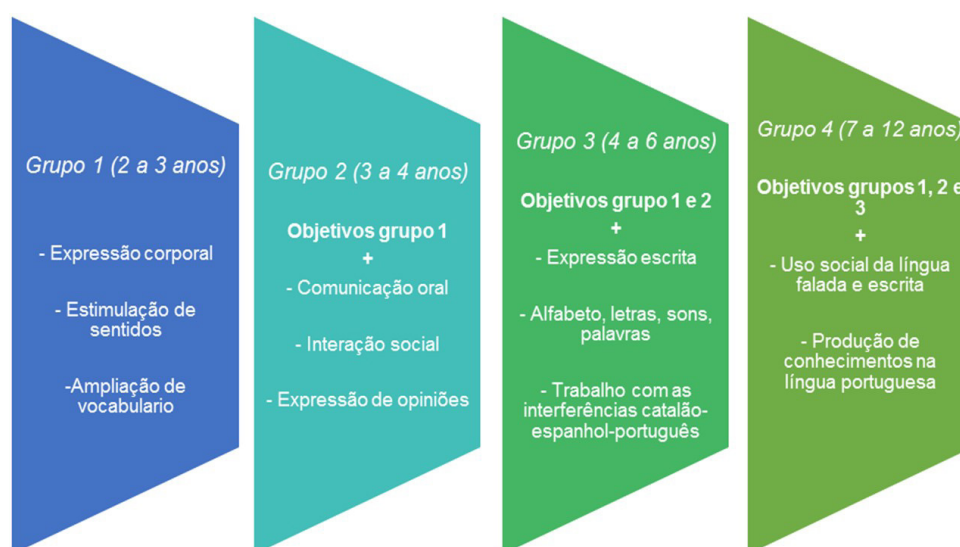 Grupo 1 (2 a 3 anos)
- Expressão corporal
- Estimulação de
sentidos
-Ampliação de
vocabulario
Grupo 2 (3 a 4 anos)
Objetivos grupo 1
+
- Comunicação oral
- Interação social
- Expressão de opiniões
Grupo 3 (4 a 6 anos)
Objetivos grupo 1 e 2
+
- Expressão escrita
- Alfabeto, letras, sons,
palavras
- Trabalho com as
interferências catalão-
espanhol-português
Grupo 4 (7 a 12 anos)
Objetivos grupos 1, 2 e
3
+
- Uso social da língua
falada e escrita
- Produção de
conhecimentos na
língua portuguesa